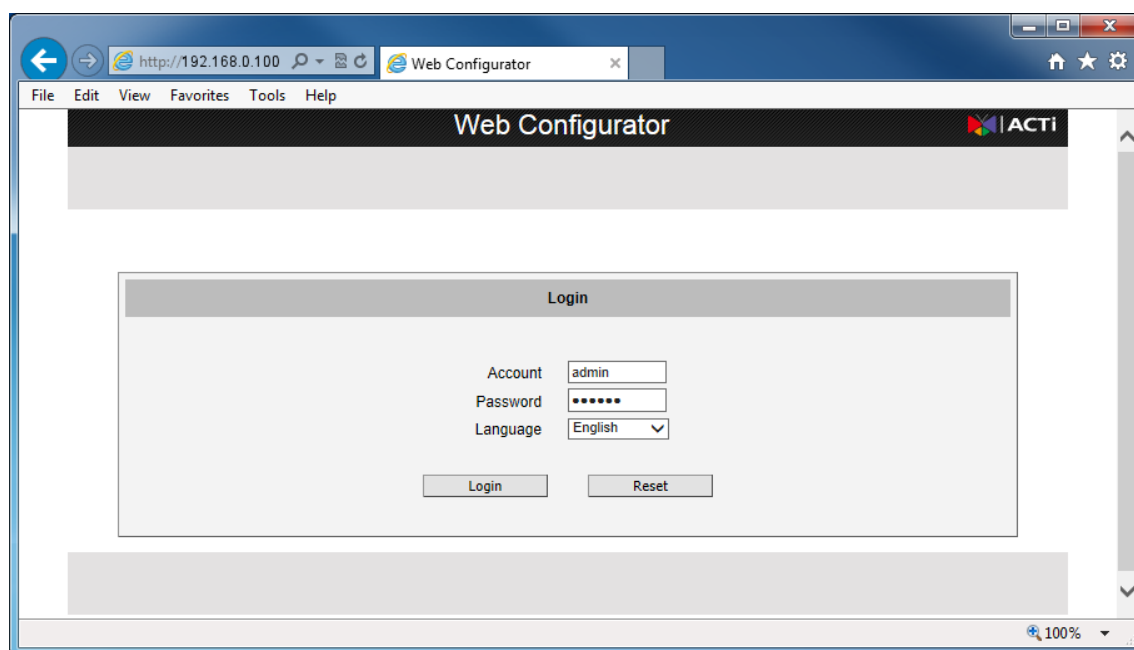 http://192.168.0.100
Web Configurator
File Edit View Favorites Tools Help
Web Configurator
ACTi
Login
Account admin
Password ••••••
Language English
Login Reset
100%